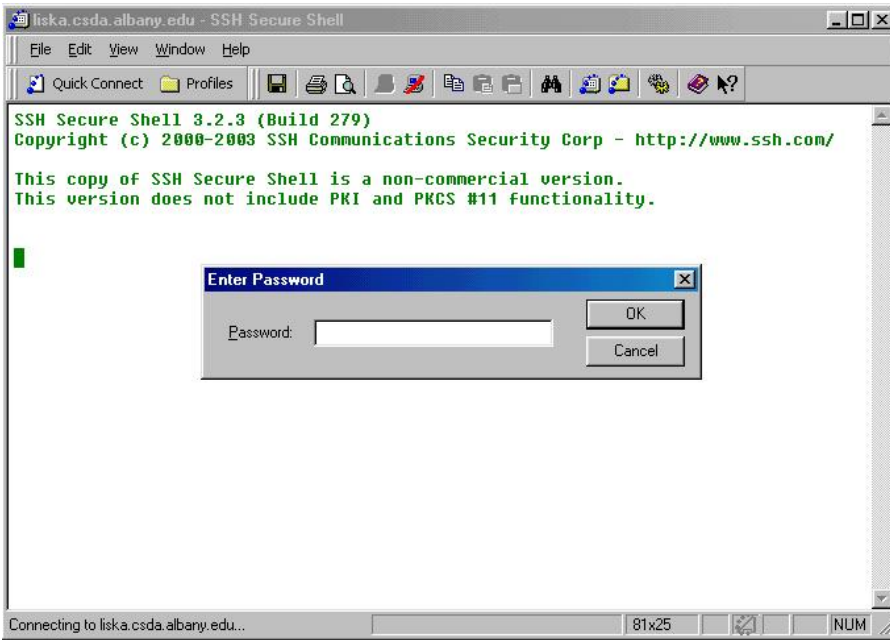 liska.csda.albany.edu - SSH Secure Shell
File Edit View Window Help
Quick Connect Profiles
SSH Secure Shell 3.2.3 (Build 279)
Copyright (c) 2000-2003 SSH Communications Security Corp - http://www.ssh.com/
This copy of SSH Secure Shell is a non-commercial version.
This version does not include PKI and PKCS #11 functionality.
Enter Password
Password:
OK
Cancel
Connecting to liska.csda.albany.edu...
81x25
NUM